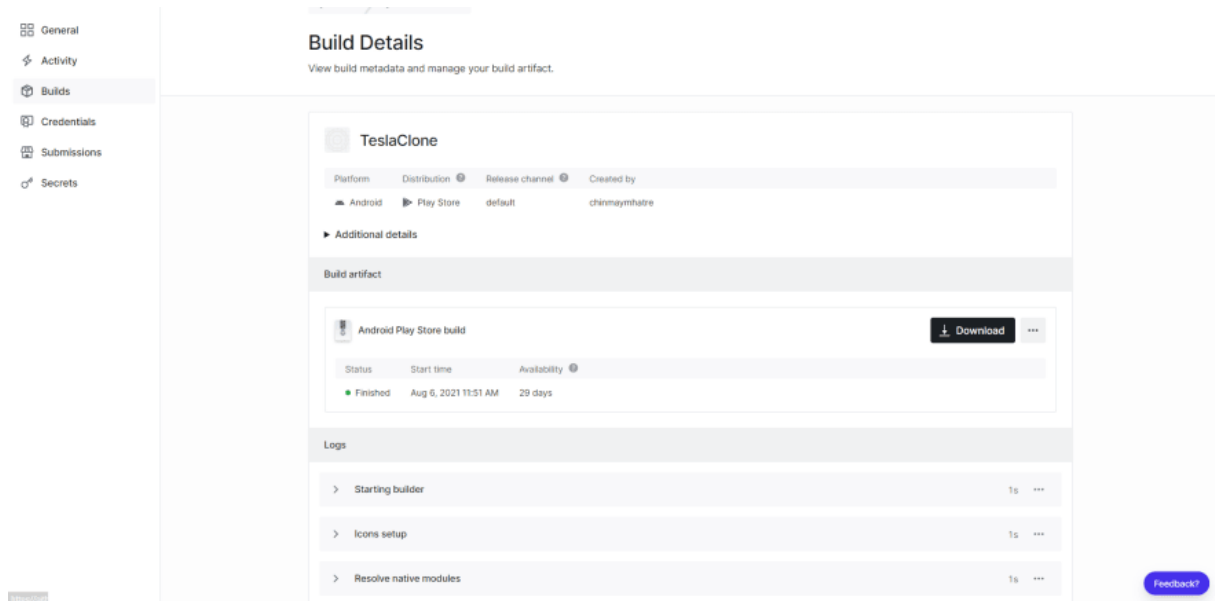 General
Activity
Builds
Credentials
Submissions
Secrets
Build Details
View build metadata and manage your build artifact.
TeslaClone
Platform Distribution Release channel Created by
Android Play Store default chinmaymhatre
Additional details
Build artifact
Android Play Store build
Download
Status Start time Availability
Finished Aug 6, 2021 11:51 AM 29 days
Logs
Starting builder 1s
Icons setup 1s
Resolve native modules 1s
Feedback?